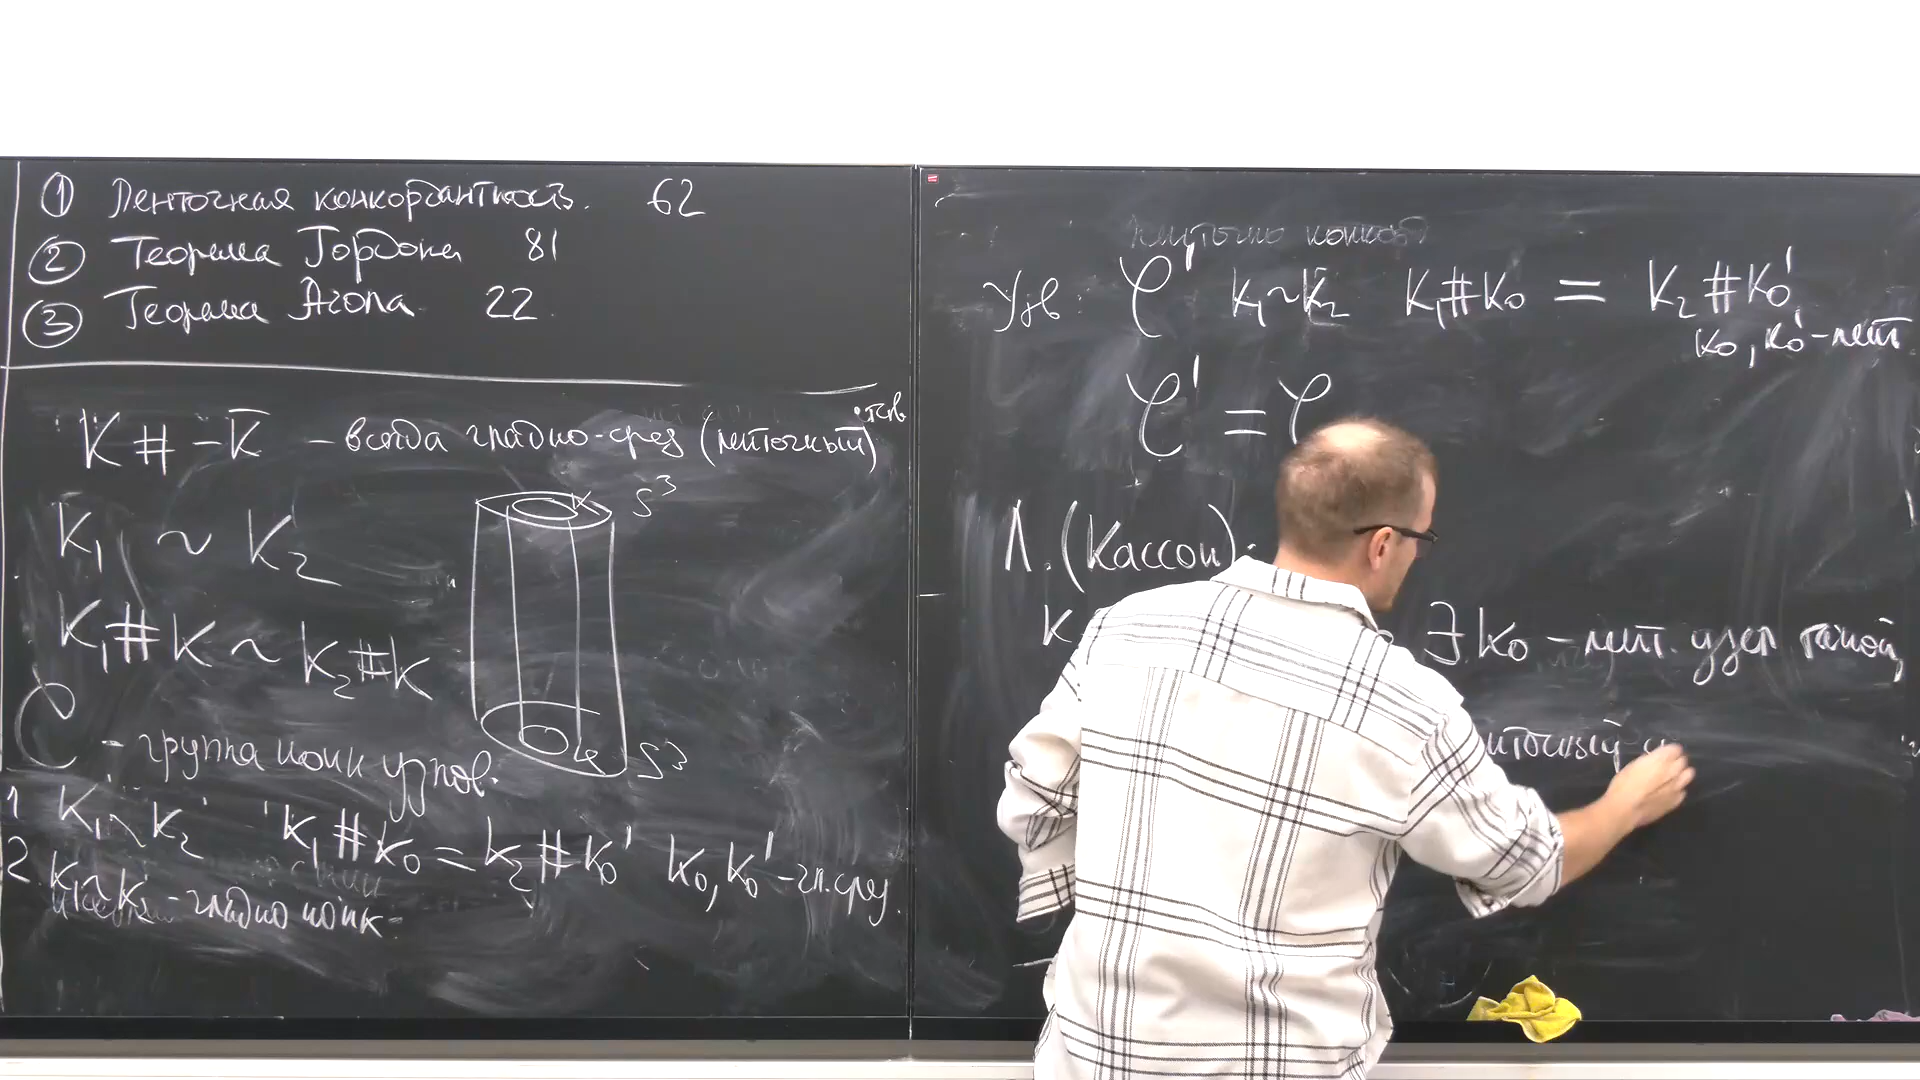 ① Ленточная конкордантность. 62
② Теорема Гордона 81
③ Теорема Агола 22
K # -K̄ - всегда гладко-срез (ленточный)
K₁ ~ K₂
K S³
K₁#K ~ K₂#K
C - группа конк узлов.
S³
1 K₁~K₂ K₁#K₀ = K₂#K₀' K₀, K₀' - гл. срез.
2. K₁~K₂ - гладко конк.
ленточно конкорд
Утв: C' K₁~K₂ K₁#K₀ = K₂#K₀'
K₀, K₀' - лент.
C' = C
Л. (Кассон):
K ∃ K₀ - лент. узел такой,